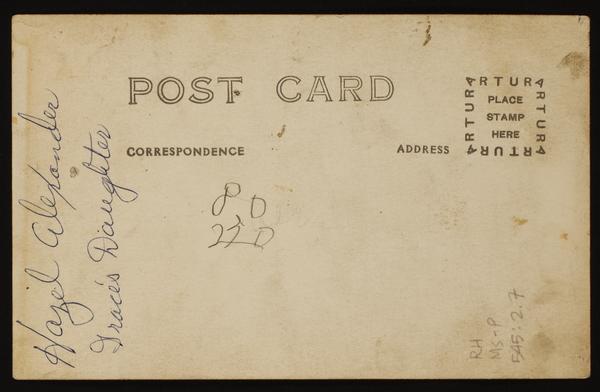 Hazel Alexander
Grace's Daughter
POST CARD
CORRESPONDENCE
ADDRESS
ARTURA
PLACE
STAMP
HERE
ARTURA
ARTURA
ARTURA
RH
MS-P
545:2.7